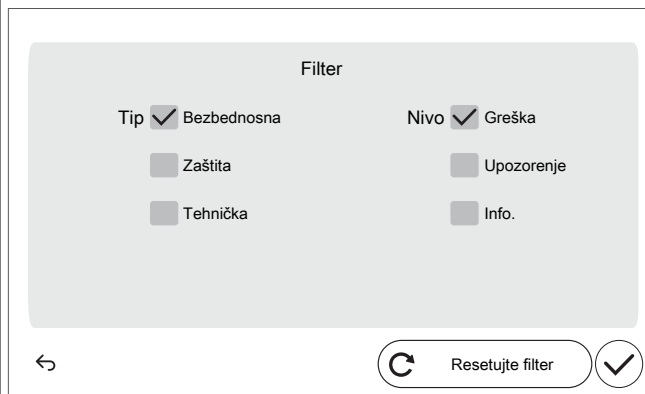 Filter
Tip Bezbednosna Nivo Greška
Zaštita Upozorenje
Tehnička Info.
Resetujte filter